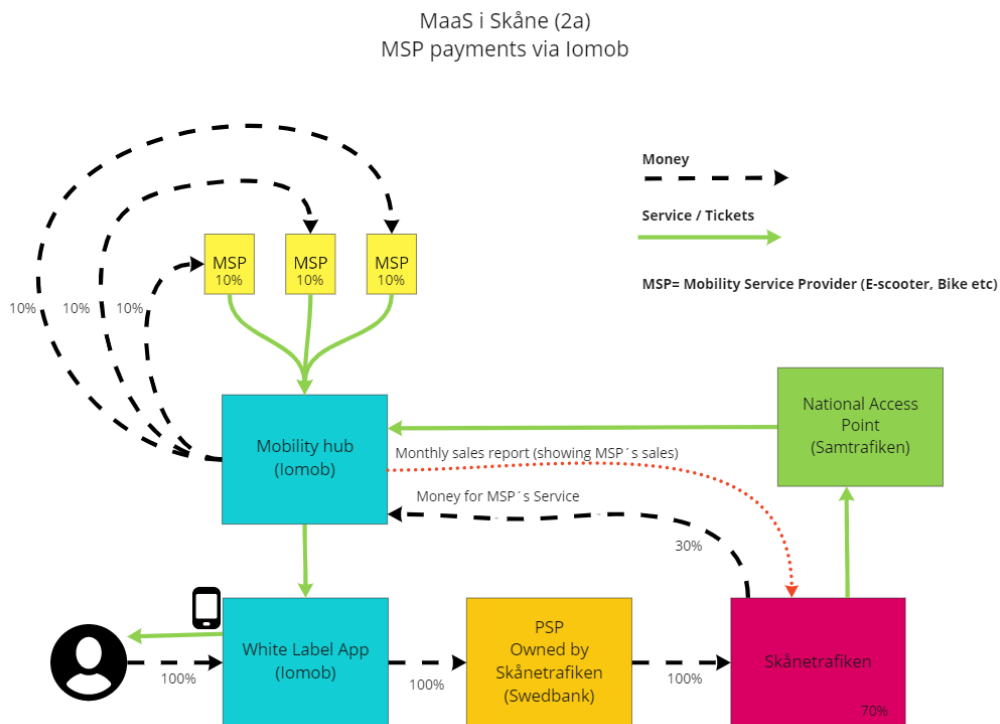 MaaS i Skåne (2a)
MSP payments via Iomob
Money
Service / Tickets
MSP= Mobility Service Provider (E-scooter, Bike etc)
MSP
10%
MSP
10%
MSP
10%
10%
10%
10%
Mobility hub
(Iomob)
National Access
Point
(Samtrafiken)
Monthly sales report (showing MSP´s sales)
Money for MSP´s Service
30%
White Label App
(Iomob)
PSP
Owned by
Skånetrafiken
(Swedbank)
Skånetrafiken
70%
100%
100%
100%